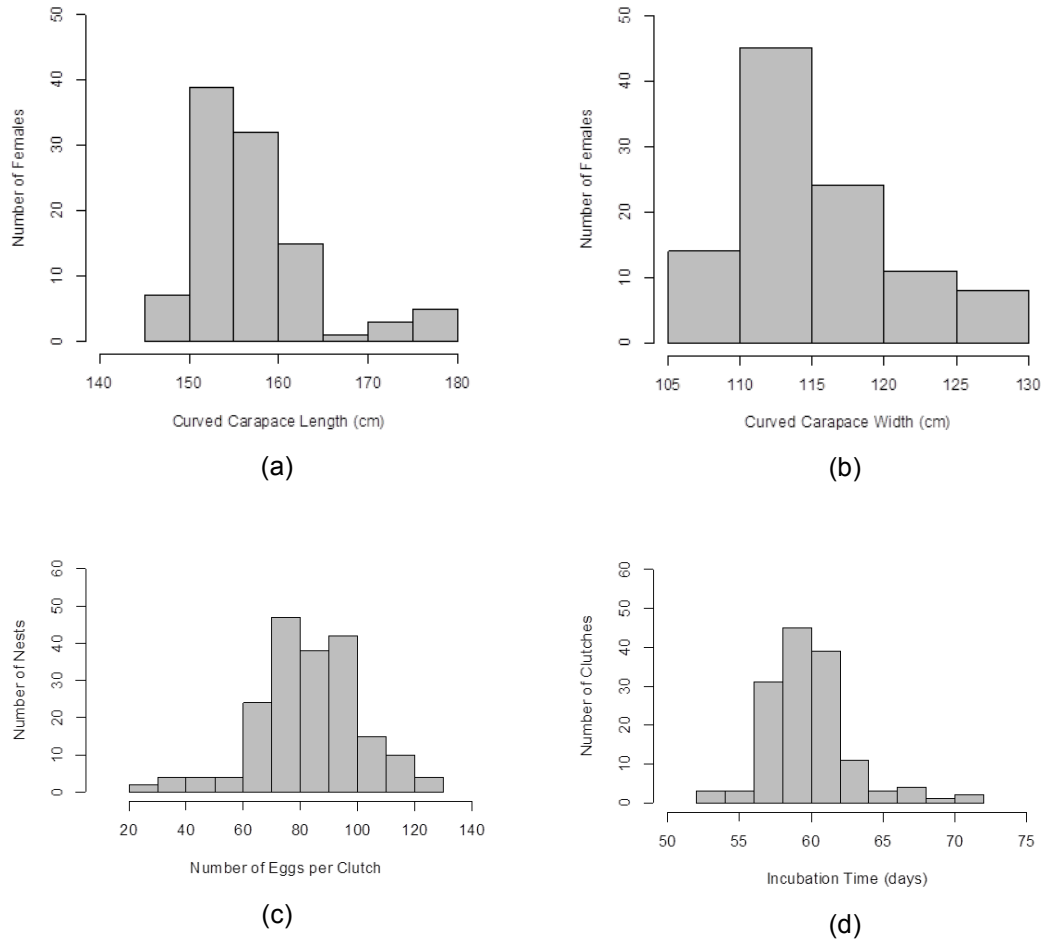 50
40
30
20
10
0
Number of Females
140 150 160 170 180
Curved Carapace Length (cm)
(a)
50
40
30
20
10
0
Number of Females
105 110 115 120 125 130
Curved Carapace Width (cm)
(b)
60
50
40
30
20
10
0
Number of Nests
20 40 60 80 100 120 140
Number of Eggs per Clutch
(c)
60
50
40
30
20
10
0
Number of Clutches
50 55 60 65 70 75
Incubation Time (days)
(d)